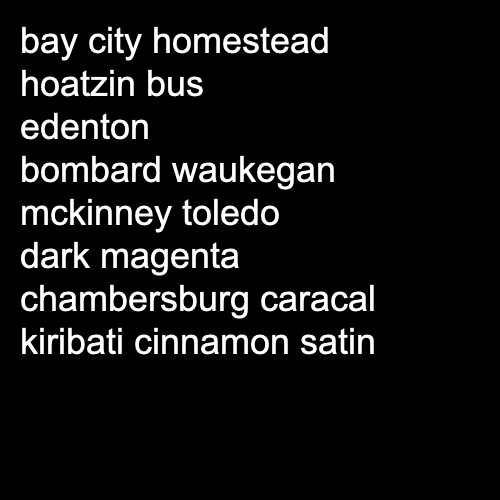 bay city homestead
hoatzin bus
edenton
bombard waukegan
mckinney toledo
dark magenta
chambersburg caracal
kiribati cinnamon satin